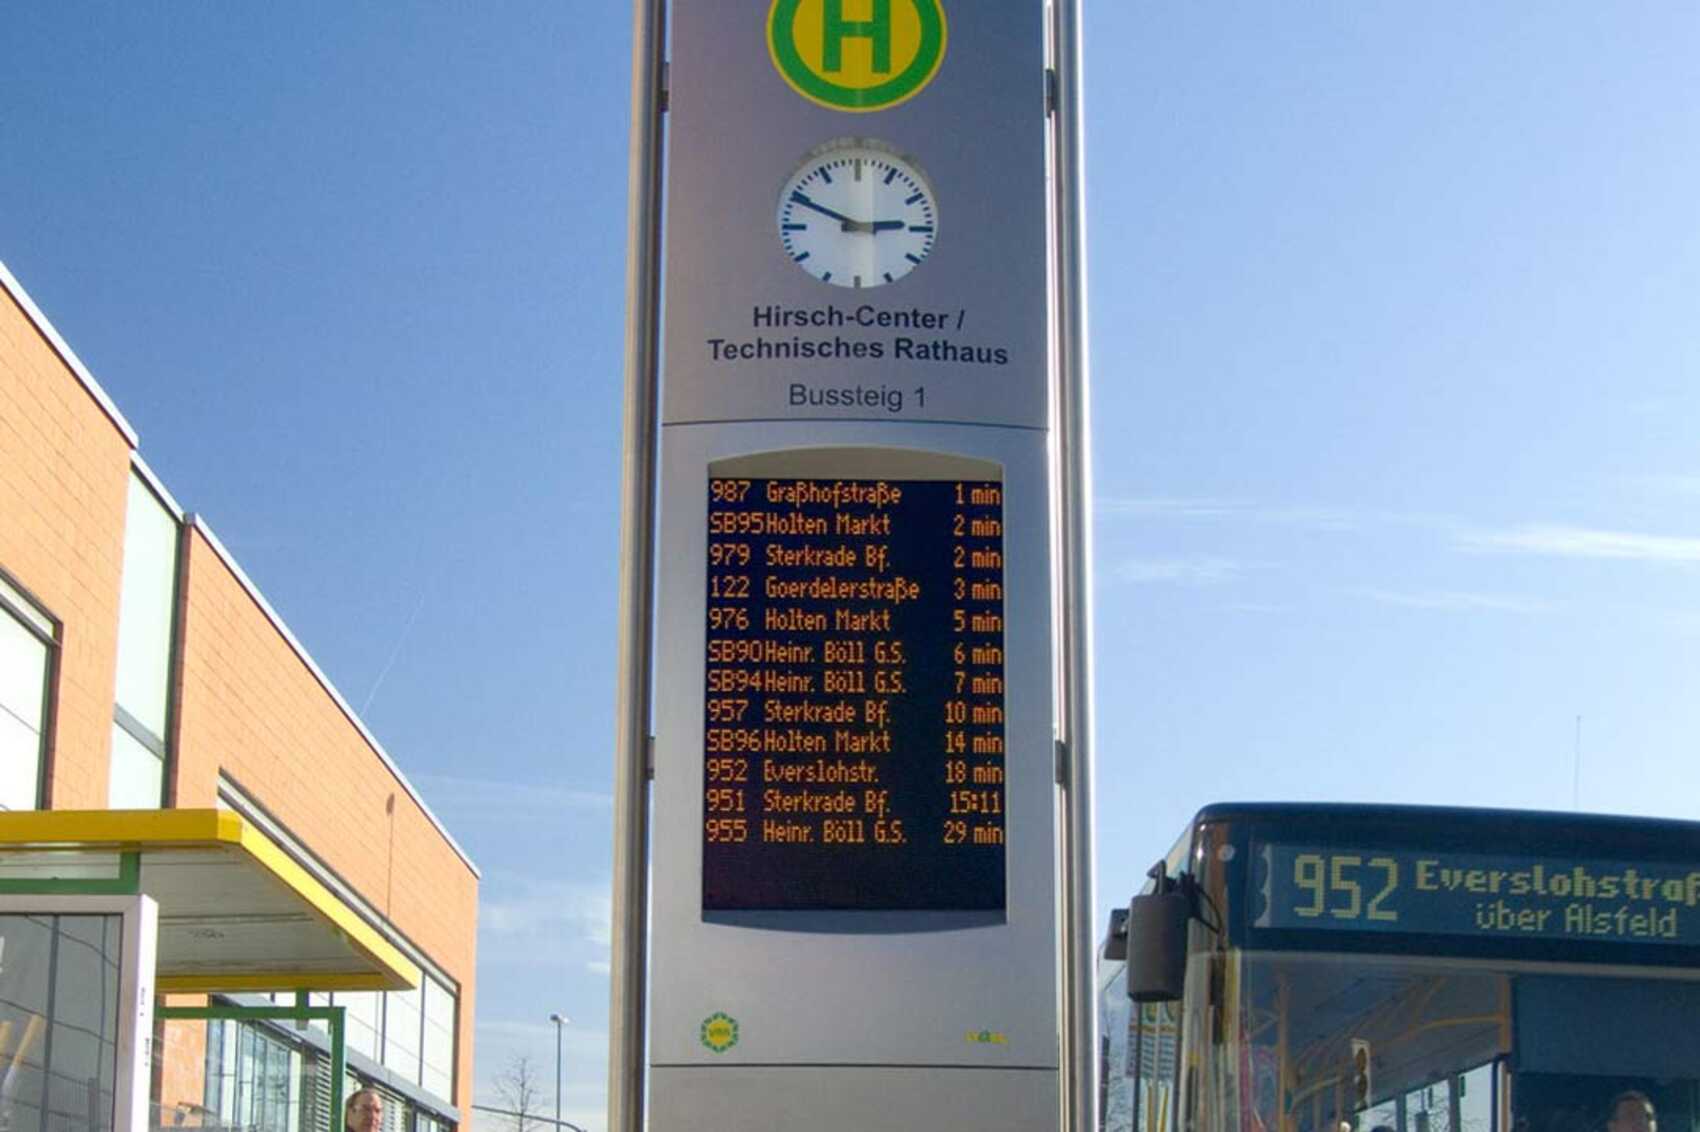 H
Hirsch-Center /
Technisches Rathaus
Bussteig 1
987 Graßhofstraße 1 min
SB95 Holten Markt 2 min
979 Sterkrade Bf. 2 min
122 Goerdelerstraße 3 min
976 Holten Markt 5 min
SB90 Heinr. Böll G.S. 6 min
SB94 Heinr. Böll G.S. 7 min
957 Sterkrade Bf. 10 min
SB96 Holten Markt 14 min
952 Everslohstr. 18 min
951 Sterkrade Bf. 15:11
955 Heinr. Böll G.S. 29 min
952 Everslohstraß
über Alsfeld
VRR